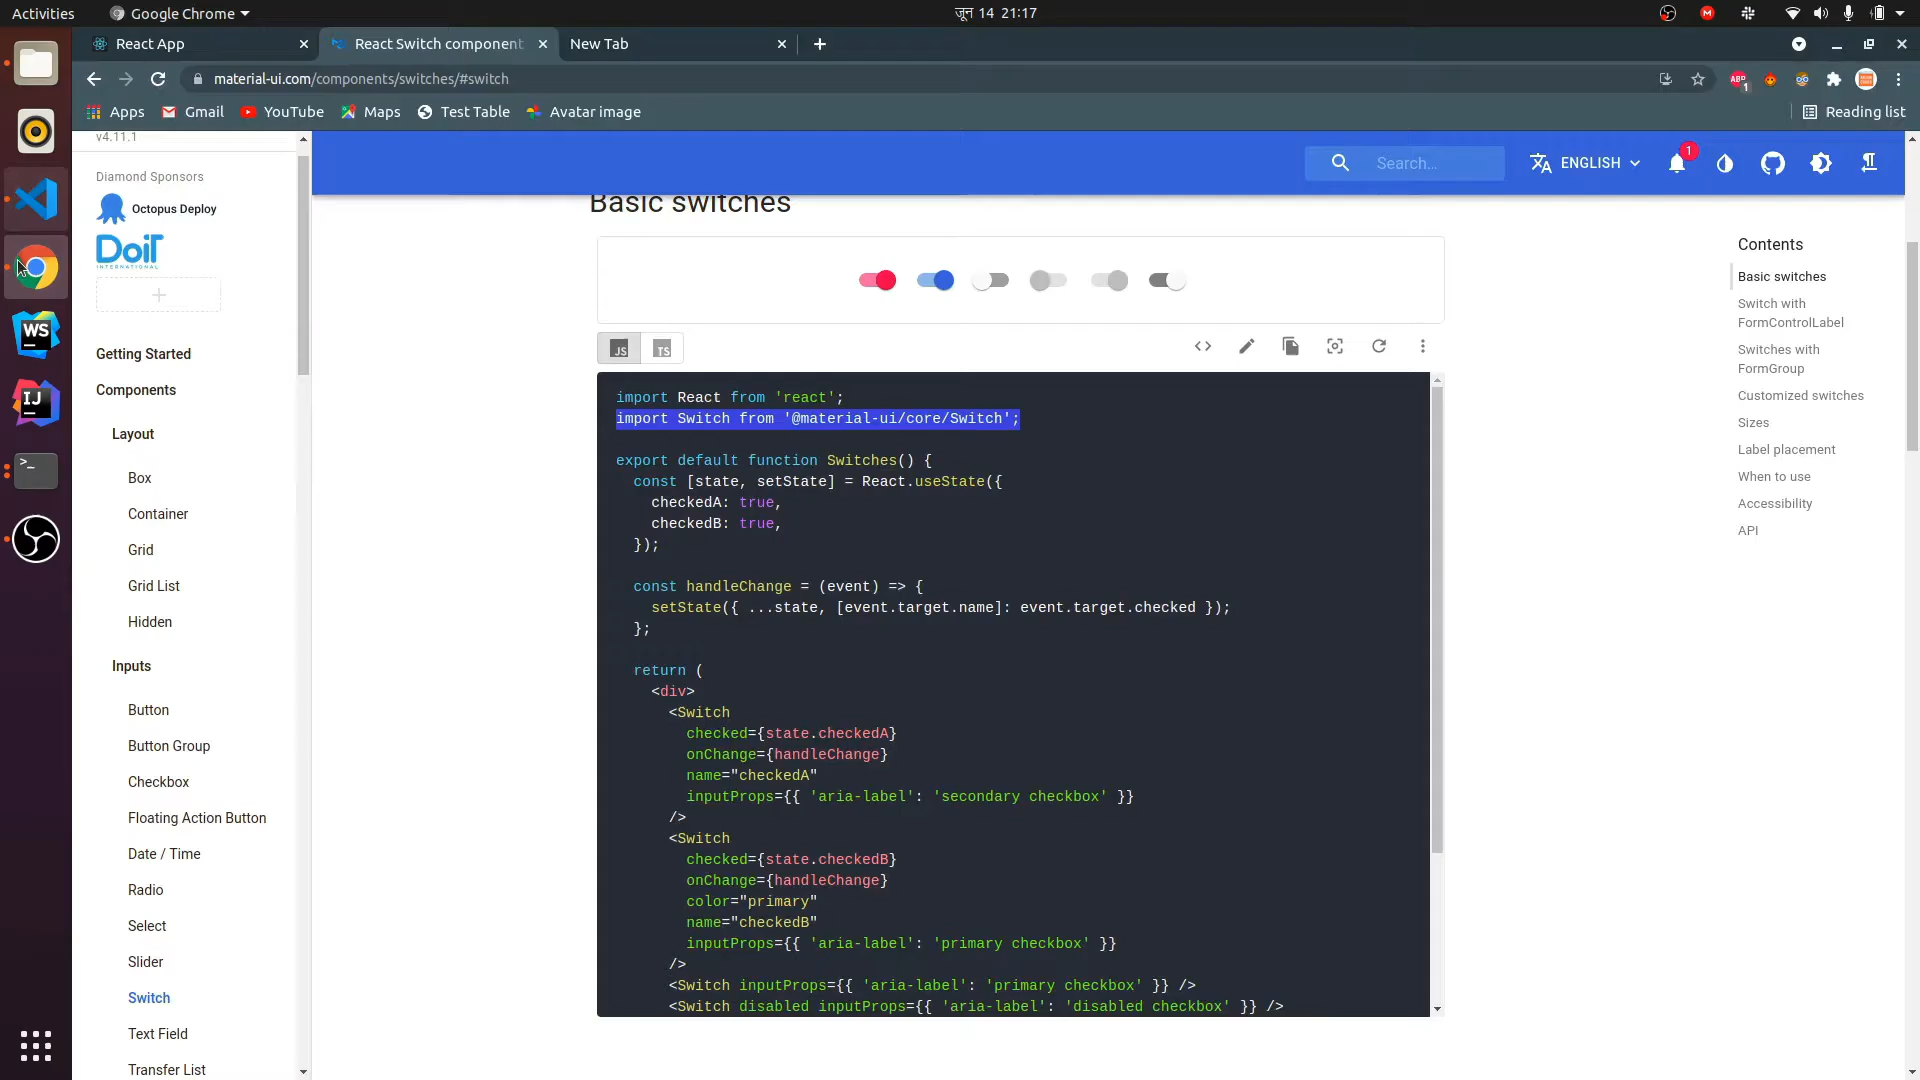 Activities
Google Chrome
जून 14 21:17
React App
React Switch component
New Tab
material-ui.com/components/switches/#switch
ABP
1
Apps
Gmail
YouTube
Maps
Test Table
Avatar image
Reading list
v4.11.1
Search…
ENGLISH
1
Diamond Sponsors
Octopus Deploy
DoiT
INTERNATIONAL
Getting Started
Components
Layout
Box
Container
Grid
Grid List
Hidden
Inputs
Button
Button Group
Checkbox
Floating Action Button
Date / Time
Radio
Select
Slider
Switch
Text Field
Transfer List
WS
IJ
>_
Basic switches
JS
TS
import React from 'react';
import Switch from '@material-ui/core/Switch';
export default function Switches() {
const [state, setState] = React.useState({
checkedA: true,
checkedB: true,
});
const handleChange = (event) => {
setState({ ...state, [event.target.name]: event.target.checked });
};
return (
<div>
<Switch
checked={state.checkedA}
onChange={handleChange}
name="checkedA"
inputProps={{ 'aria-label': 'secondary checkbox' }}
/>
<Switch
checked={state.checkedB}
onChange={handleChange}
color="primary"
name="checkedB"
inputProps={{ 'aria-label': 'primary checkbox' }}
/>
<Switch inputProps={{ 'aria-label': 'primary checkbox' }} />
<Switch disabled inputProps={{ 'aria-label': 'disabled checkbox' }} />
Contents
Basic switches
Switch with
FormControlLabel
Switches with
FormGroup
Customized switches
Sizes
Label placement
When to use
Accessibility
API